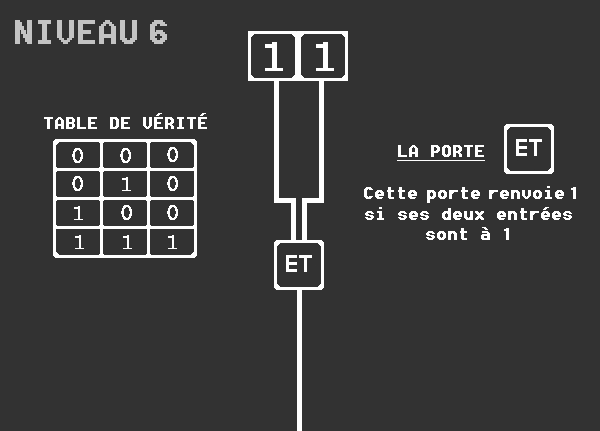 NIVEAU 6
1 1
TABLE DE VÉRITÉ
0 0 0
0 1 0
1 0 0
1 1 1
LA PORTE ET
Cette porte renvoie 1
si ses deux entrées
sont à 1
ET